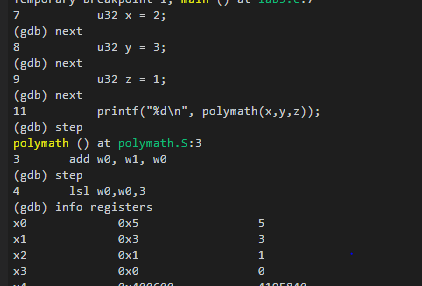 Temporary breakpoint 1, main () at lab5.c:7
7 u32 x = 2;
(gdb) next
8 u32 y = 3;
(gdb) next
9 u32 z = 1;
(gdb) next
11 printf("%d\n", polymath(x,y,z));
(gdb) step
polymath () at polymath.S:3
3 add w0, w1, w0
(gdb) step
4 lsl w0,w0,3
(gdb) info registers
x0 0x5 5
x1 0x3 3
x2 0x1 1
x3 0x0 0